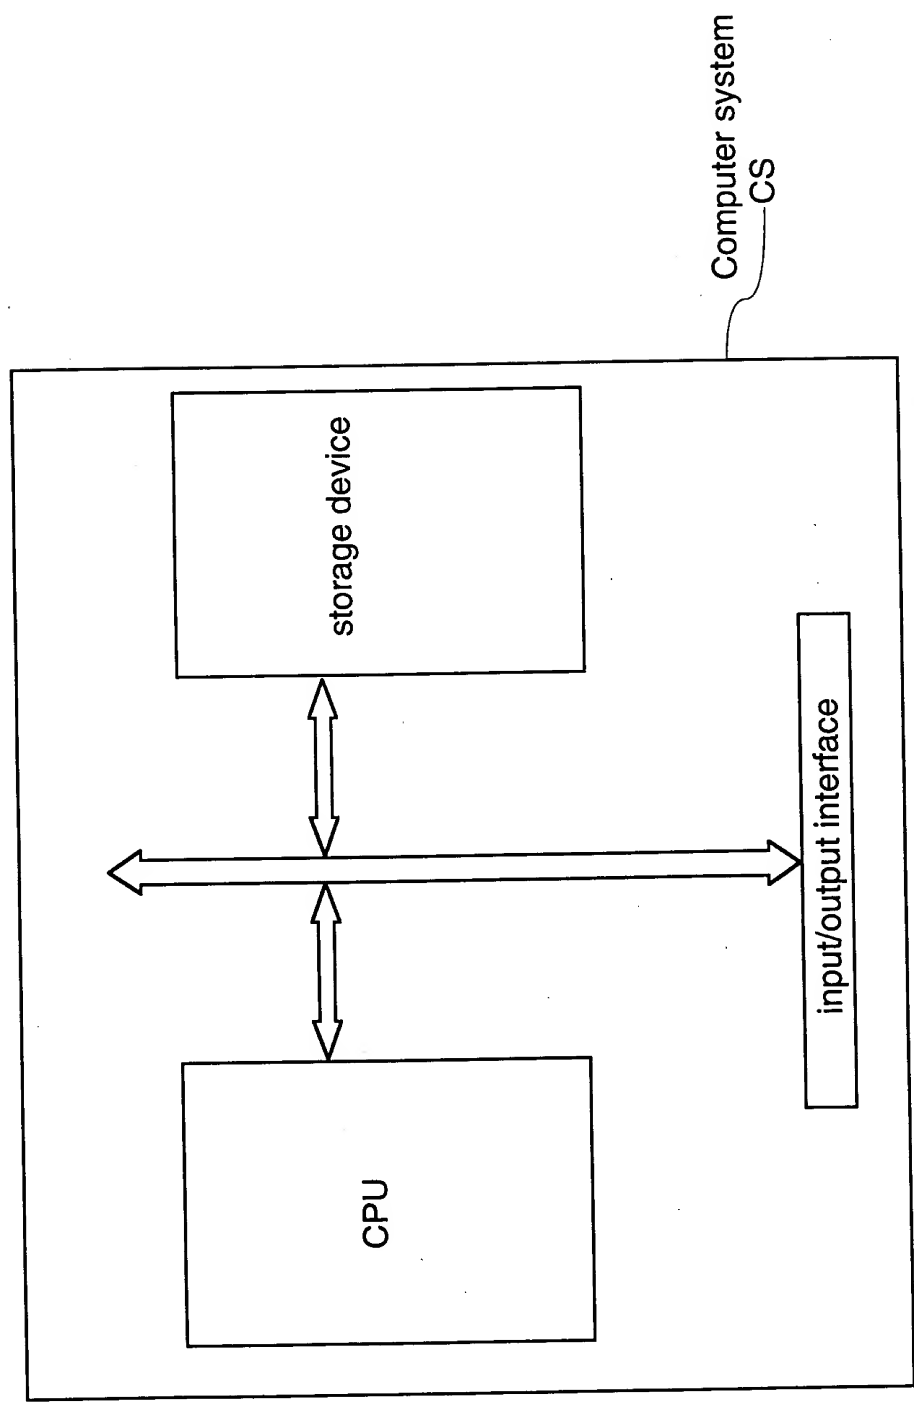 Computer system
CS
CPU
storage device
input/output interface